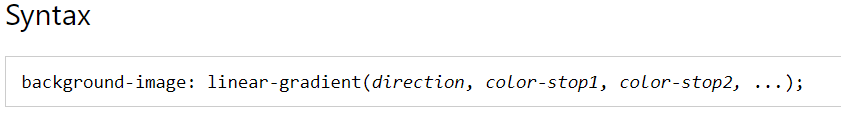 Syntax
background-image: linear-gradient(direction, color-stop1, color-stop2, ...);